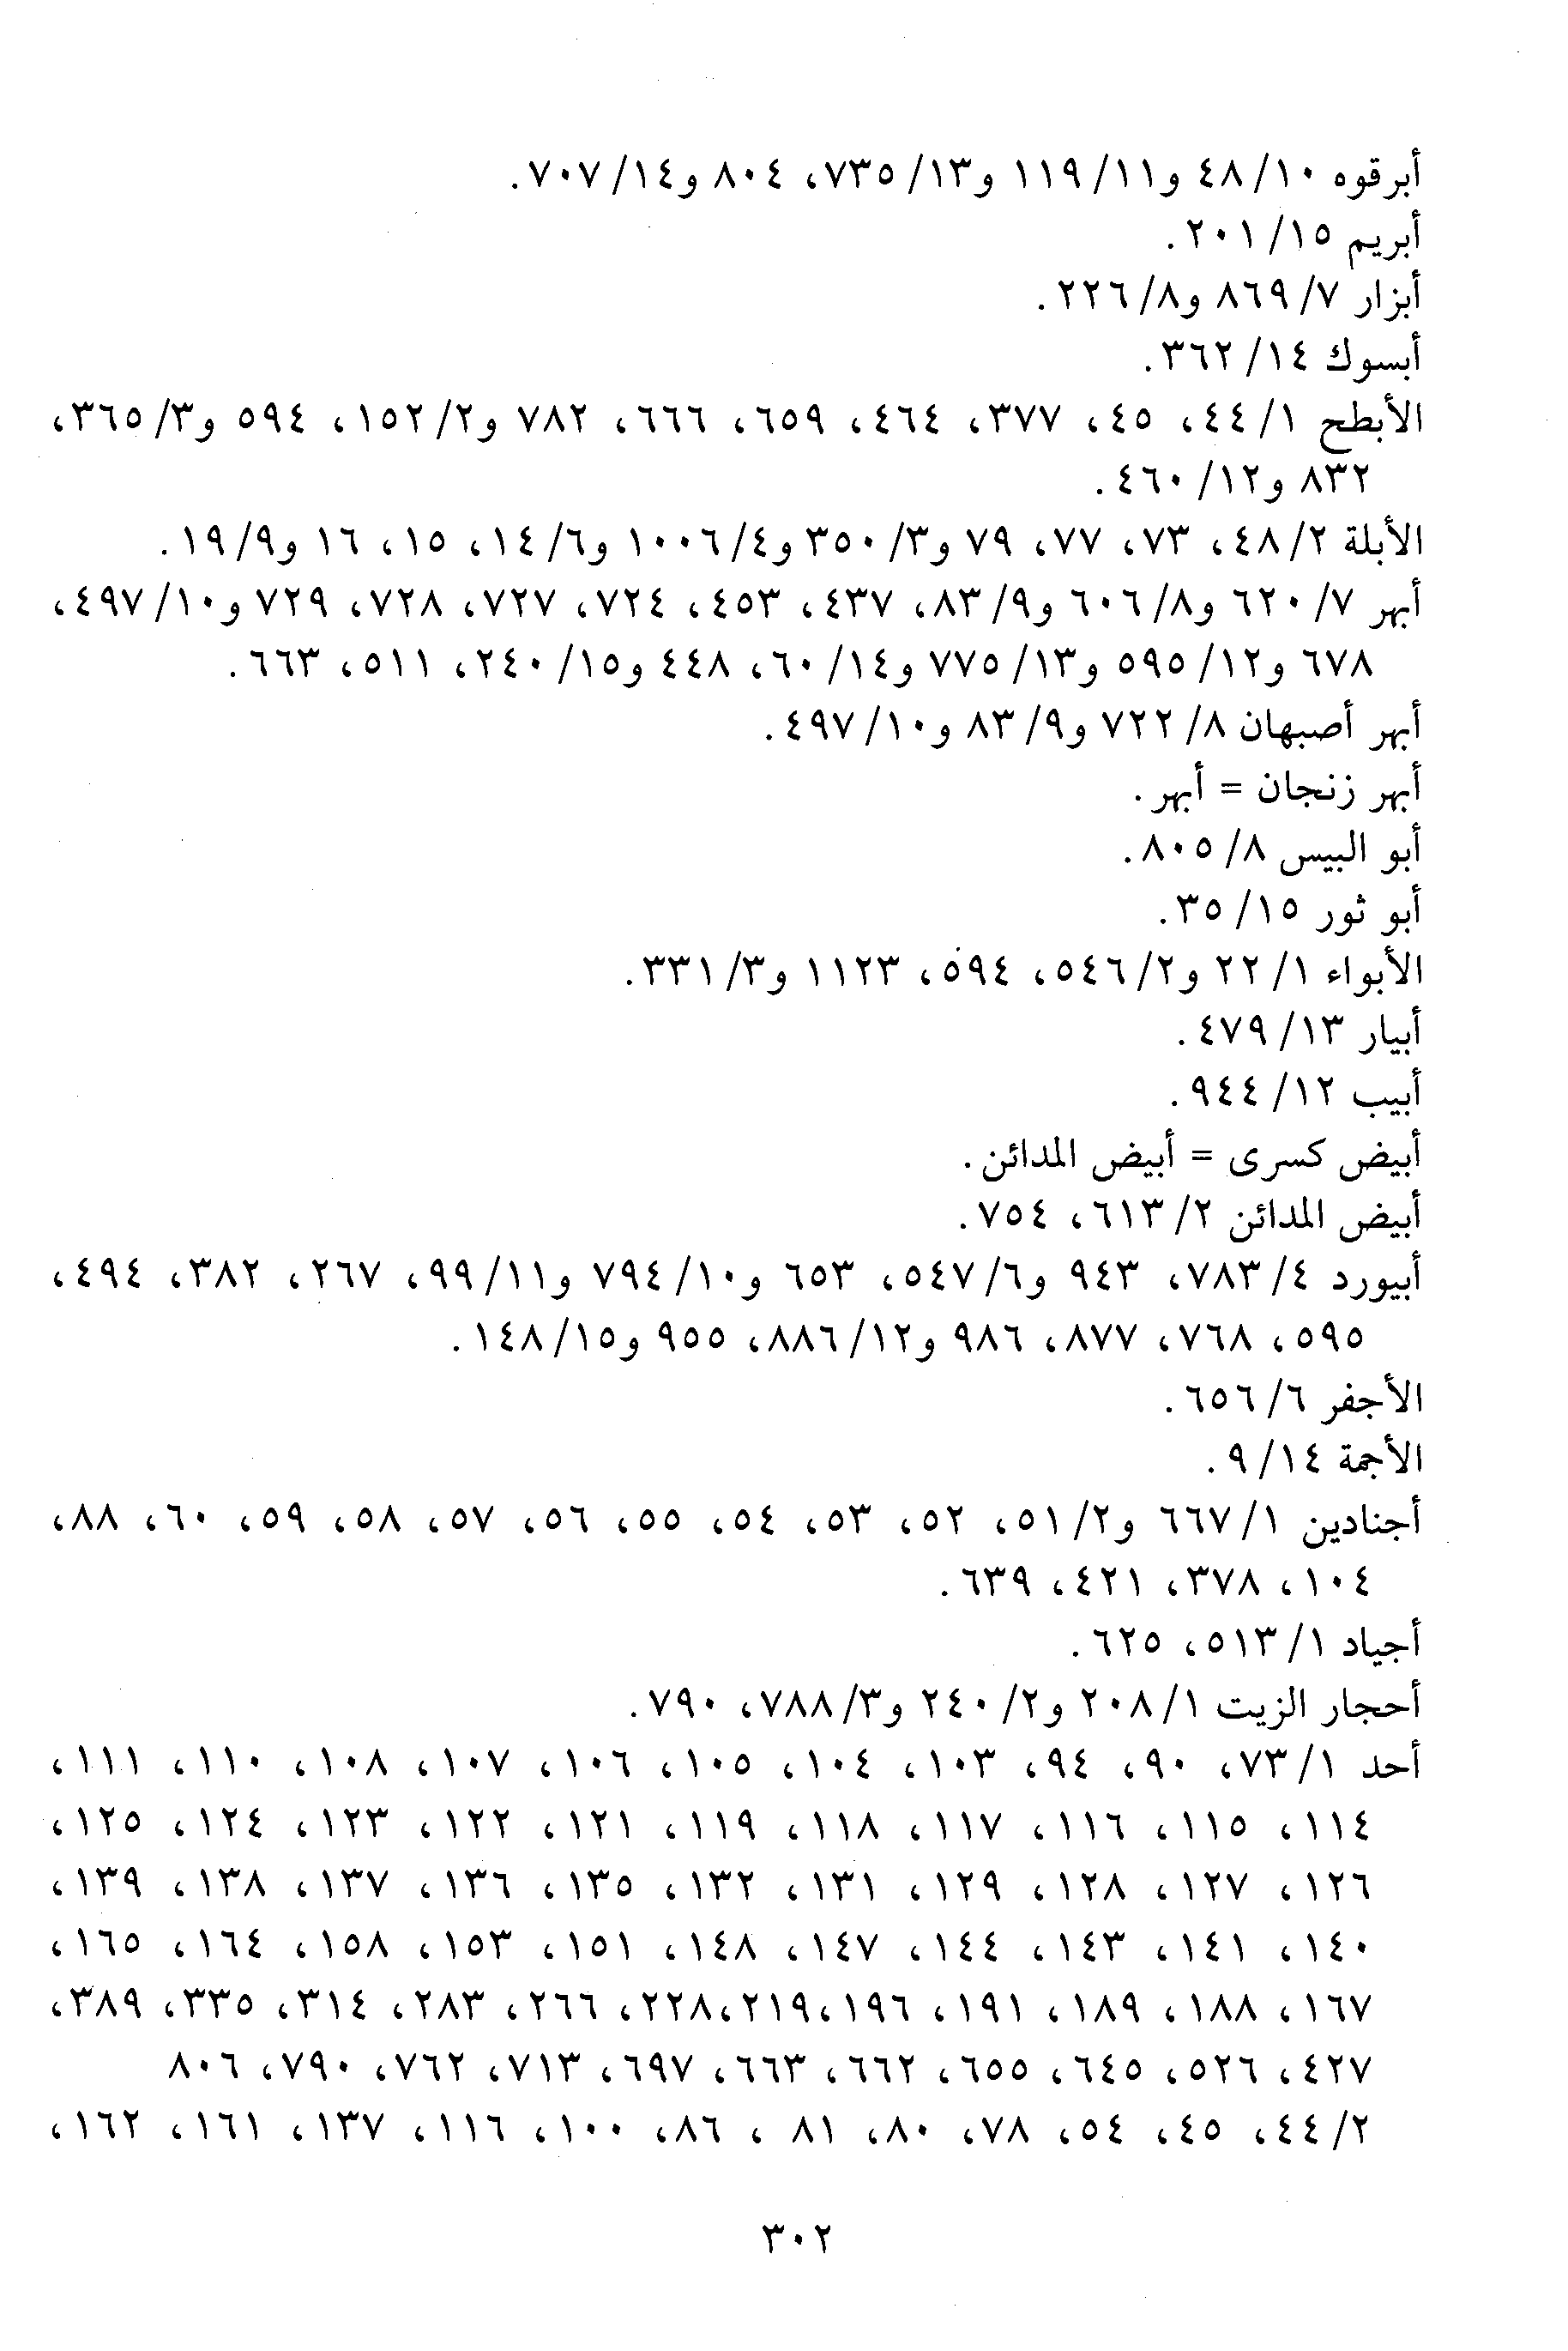 أبرقوه ١٠/ ٤٨ و١١/ ١١٩ و١٣/ ٧٣٥، ٨٠٤ و١٤/ ٧٠٧.
أبريم ١٥/ ٢٠١.
أبزار ٧/ ٨٦٩ و٨/ ٢٢٦.
أبسوك ١٤/ ٣٦٢.
الأبطح ١/ ٤٤، ٤٥، ٣٧٧، ٤٦٤، ٦٥٩، ٦٦٦، ٧٨٢ و٢/ ١٥٢، ٥٩٤ و٣/ ٣٦٥،
٨٣٢ و١٢/ ٤٦٠.
الأبلة ٢/ ٤٨، ٧٣، ٧٧، ٧٩ و٣/ ٣٥٠ و٤/ ١٠٠٦ و٦/ ١٤، ١٥، ١٦ و٩/ ١٩.
أبهر ٧/ ٦٢٠ و٨/ ٦٠٦ و٩/ ٨٣، ٤٣٧، ٤٥٣، ٧٢٤، ٧٢٧، ٧٢٨، ٧٢٩ و١٠/ ٤٩٧،
٦٧٨ و١٢/ ٥٩٥ و١٣/ ٧٧٥ و١٤/ ٦٠، ٤٤٨ و١٥/ ٢٤٠، ٥١١، ٦٦٣.
أبهر أصبهان ٨/ ٧٢٢ و٩/ ٨٣ و١٠/ ٤٩٧.
أبهر زنجان = أبهر.
أبو البيس ٨/ ٨٠٥.
أبو ثور ١٥/ ٣٥.
الأبواء ١/ ٢٢ و٢/ ٥٤٦، ٥٩٤، ١١٢٣ و٣/ ٣٣١.
أبيار ١٣/ ٤٧٩.
أبيب ١٢/ ٩٤٤.
أبيض كسرى = أبيض المدائن.
أبيض المدائن ٢/ ٦١٣، ٧٥٤.
أبيورد ٤/ ٧٨٣، ٩٤٣ و٦/ ٥٤٧، ٦٥٣ و١٠/ ٧٩٤ و١١/ ٩٩، ٢٦٧، ٣٨٢، ٤٩٤،
٥٩٥، ٧٦٨، ٨٧٧، ٩٨٦ و١٢/ ٨٨٦، ٩٥٥ و١٥/ ١٤٨.
الأجفر ٦/ ٦٥٦.
الأجمة ١٤/ ٩.
أجنادين ١/ ٦٦٧ و٢/ ٥١، ٥٢، ٥٣، ٥٤، ٥٥، ٥٦، ٥٧، ٥٨، ٥٩، ٦٠، ٨٨،
١٠٤، ٣٧٨، ٤٢١، ٦٣٩.
أجياد ١/ ٥١٣، ٦٢٥.
أحجار الزيت ١/ ٢٠٨ و٢/ ٢٤٠ و٣/ ٧٨٨، ٧٩٠.
أحد ١/ ٧٣، ٩٠، ٩٤، ١٠٣، ١٠٤، ١٠٥، ١٠٦، ١٠٧، ١٠٨، ١١٠، ١١١،
١١٤، ١١٥، ١١٦، ١١٧، ١١٨، ١١٩، ١٢١، ١٢٢، ١٢٣، ١٢٤، ١٢٥،
١٢٦، ١٢٧، ١٢٨، ١٢٩، ١٣١، ١٣٢، ١٣٥، ١٣٦، ١٣٧، ١٣٨، ١٣٩،
١٤٠، ١٤١، ١٤٣، ١٤٤، ١٤٧، ١٤٨، ١٥١، ١٥٣، ١٥٨، ١٦٤، ١٦٥،
١٦٧، ١٨٨، ١٨٩، ١٩١، ١٩٦،٢١٩،٢٢٨، ٢٦٦، ٢٨٣، ٣١٤، ٣٣٥، ٣٨٩،
٤٢٧، ٥٢٦، ٦٤٥، ٦٥٥، ٦٦٢، ٦٦٣، ٦٩٧، ٧١٣، ٧٦٢، ٧٩٠، ٨٠٦
٢/ ٤٤، ٤٥، ٥٤، ٧٨، ٨٠، ٨١ ، ٨٦، ١٠٠، ١١٦، ١٣٧، ١٦١، ١٦٢،
٣٠٢